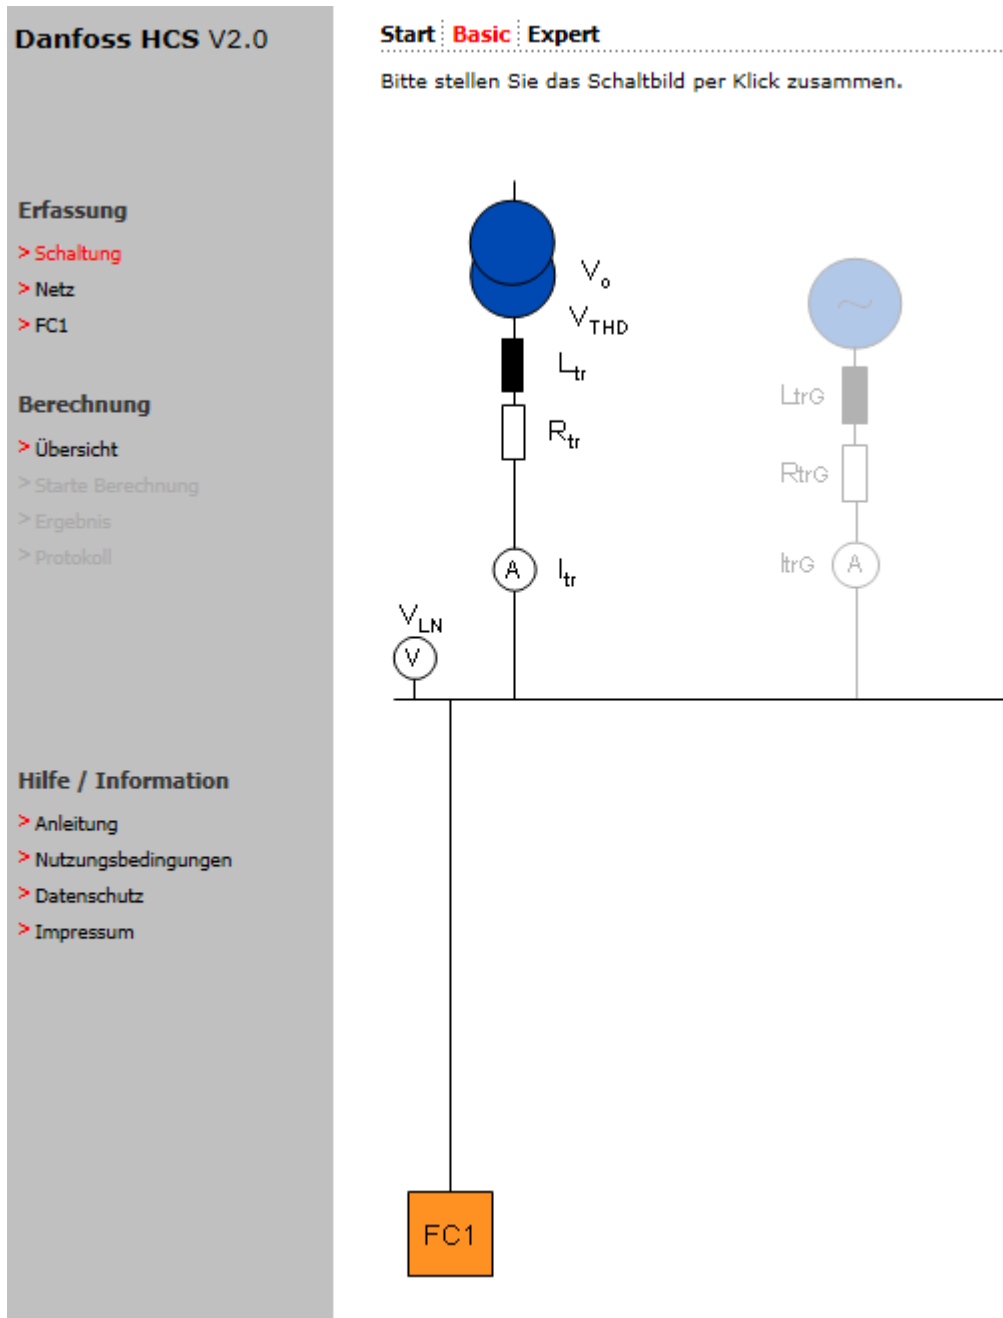 Danfoss HCS V2.0
Start Basic Expert
Bitte stellen Sie das Schaltbild per Klick zusammen.
Erfassung
> Schaltung
> Netz
> FC1
Berechnung
> Übersicht
> Starte Berechnung
> Ergebnis
> Protokoll
Hilfe / Information
> Anleitung
> Nutzungsbedingungen
> Datenschutz
> Impressum
Vo
VTHD
Ltr
Rtr
A Itr
VLN
V
~
LtrG
RtrG
ItrG A
FC1